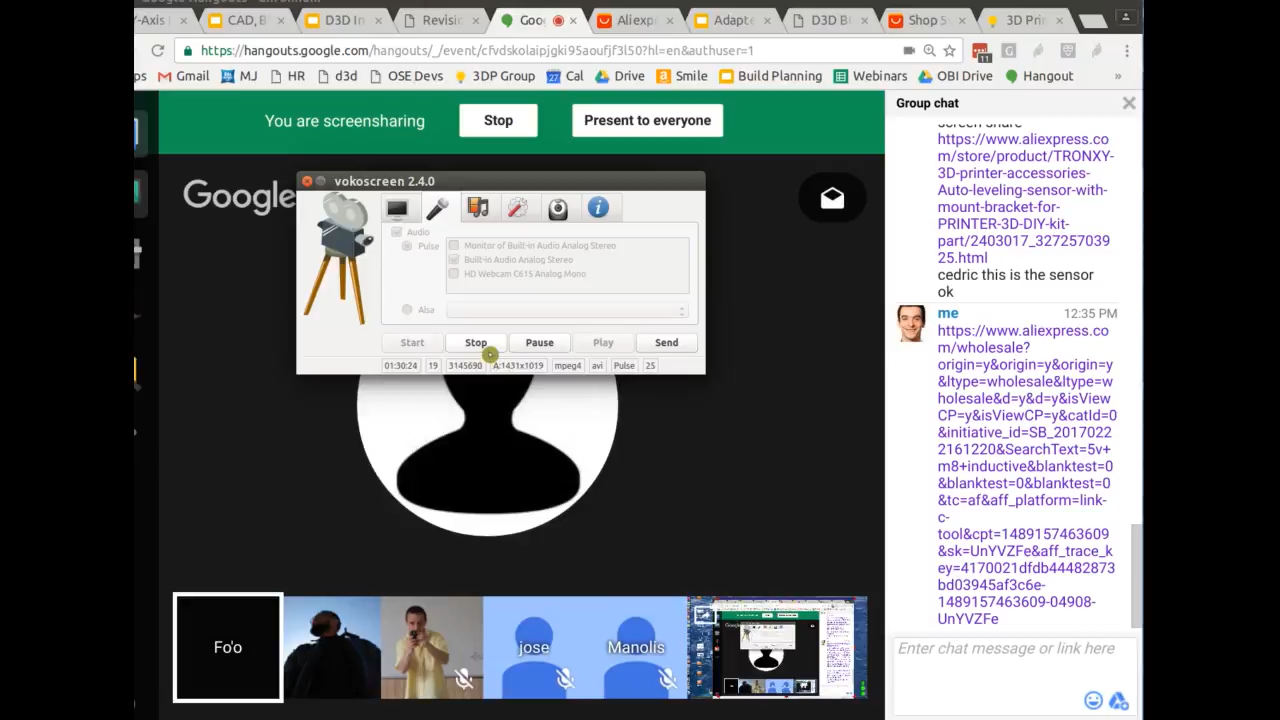 -Axis
CAD, B
D3D In
Revisi
Goo
Aliexp
Adapte
D3D B
Shop S
3D Prin
https://hangouts.google.com/hangouts/_/event/cfvdskolaipjgki95aoufjf3l50?hl=en&authuser=1
11
ps
Gmail
MJ
HR
d3d
OSE Devs
3DP Group
27
Cal
Drive
Smile
Build Planning
Webinars
OBI Drive
Hangout
»
You are screensharing
Stop
Present to everyone
Google
vokoscreen 2.4.0
Audio
Pulse
Monitor of Built-in Audio Analog Stereo
Built-in Audio Analog Stereo
HD Webcam C615 Analog Mono
Alsa
Start
Stop
Pause
Play
Send
01:30:24
19
3145690
A:1431x1019
mpeg4
avi
Pulse
25
Fo'o
jose
Manolis
Group chat
screen share
https://www.aliexpress.co
m/store/product/TRONXY-
3D-printer-accessories-
Auto-leveling-sensor-with-
mount-bracket-for-
PRINTER-3D-DIY-kit-
part/2403017_327257039
25.html
cedric this is the sensor
ok
me
12:35 PM
https://www.aliexpress.co
m/wholesale?
origin=y&origin=y&origin=y
&ltype=wholesale&ltype=w
holesale&d=y&d=y&isView
CP=y&isViewCP=y&catId=0
&initiative_id=SB_2017022
2161220&SearchText=5v+
m8+inductive&blanktest=0
&blanktest=0&blanktest=0
&tc=af&aff_platform=link-
c-
tool&cpt=1489157463609
&sk=UnYVZFe&aff_trace_k
ey=4170021dfdb44482873
bd03945af3c6e-
1489157463609-04908-
UnYVZFe
Enter chat message or link here